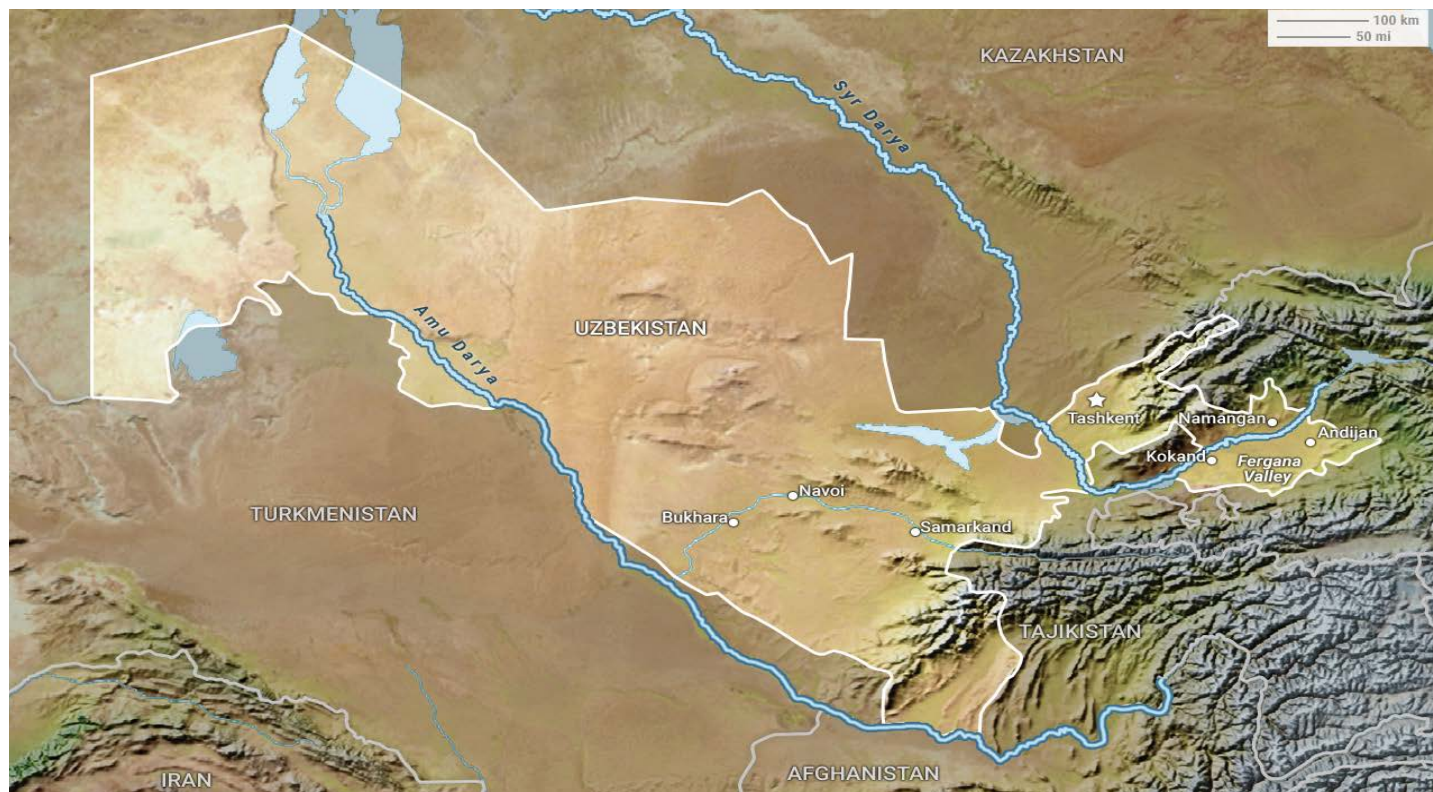 100 km
50 mi
KAZAKHSTAN
Syr Darya
UZBEKISTAN
Amu Darya
Tashkent
Namangan
Andijan
Kokand
Fergana
Valley
TURKMENISTAN
Navoi
Bukhara
Samarkand
TAJIKISTAN
IRAN
AFGHANISTAN